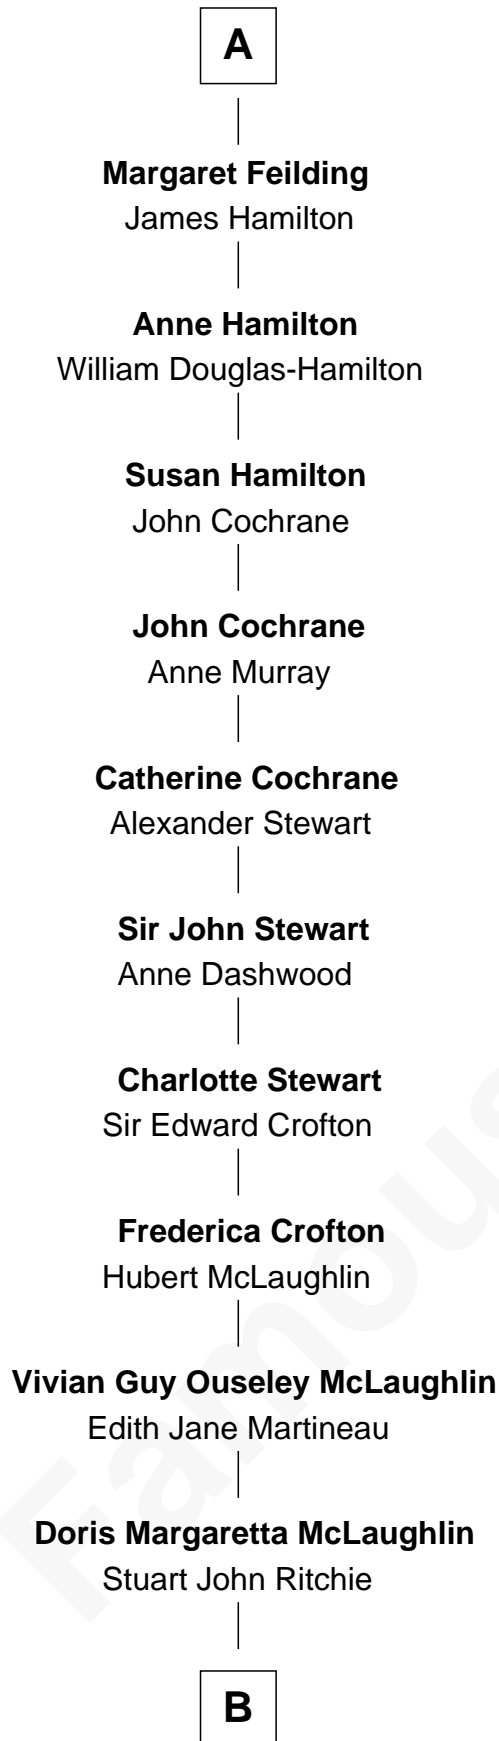 A
Margaret Feilding
James Hamilton
Anne Hamilton
William Douglas-Hamilton
Susan Hamilton
John Cochrane
John Cochrane
Anne Murray
Catherine Cochrane
Alexander Stewart
Sir John Stewart
Anne Dashwood
Charlotte Stewart
Sir Edward Crofton
Frederica Crofton
Hubert McLaughlin
Vivian Guy Ouseley McLaughlin
Edith Jane Martineau
Doris Margaretta McLaughlin
Stuart John Ritchie
B
Famous